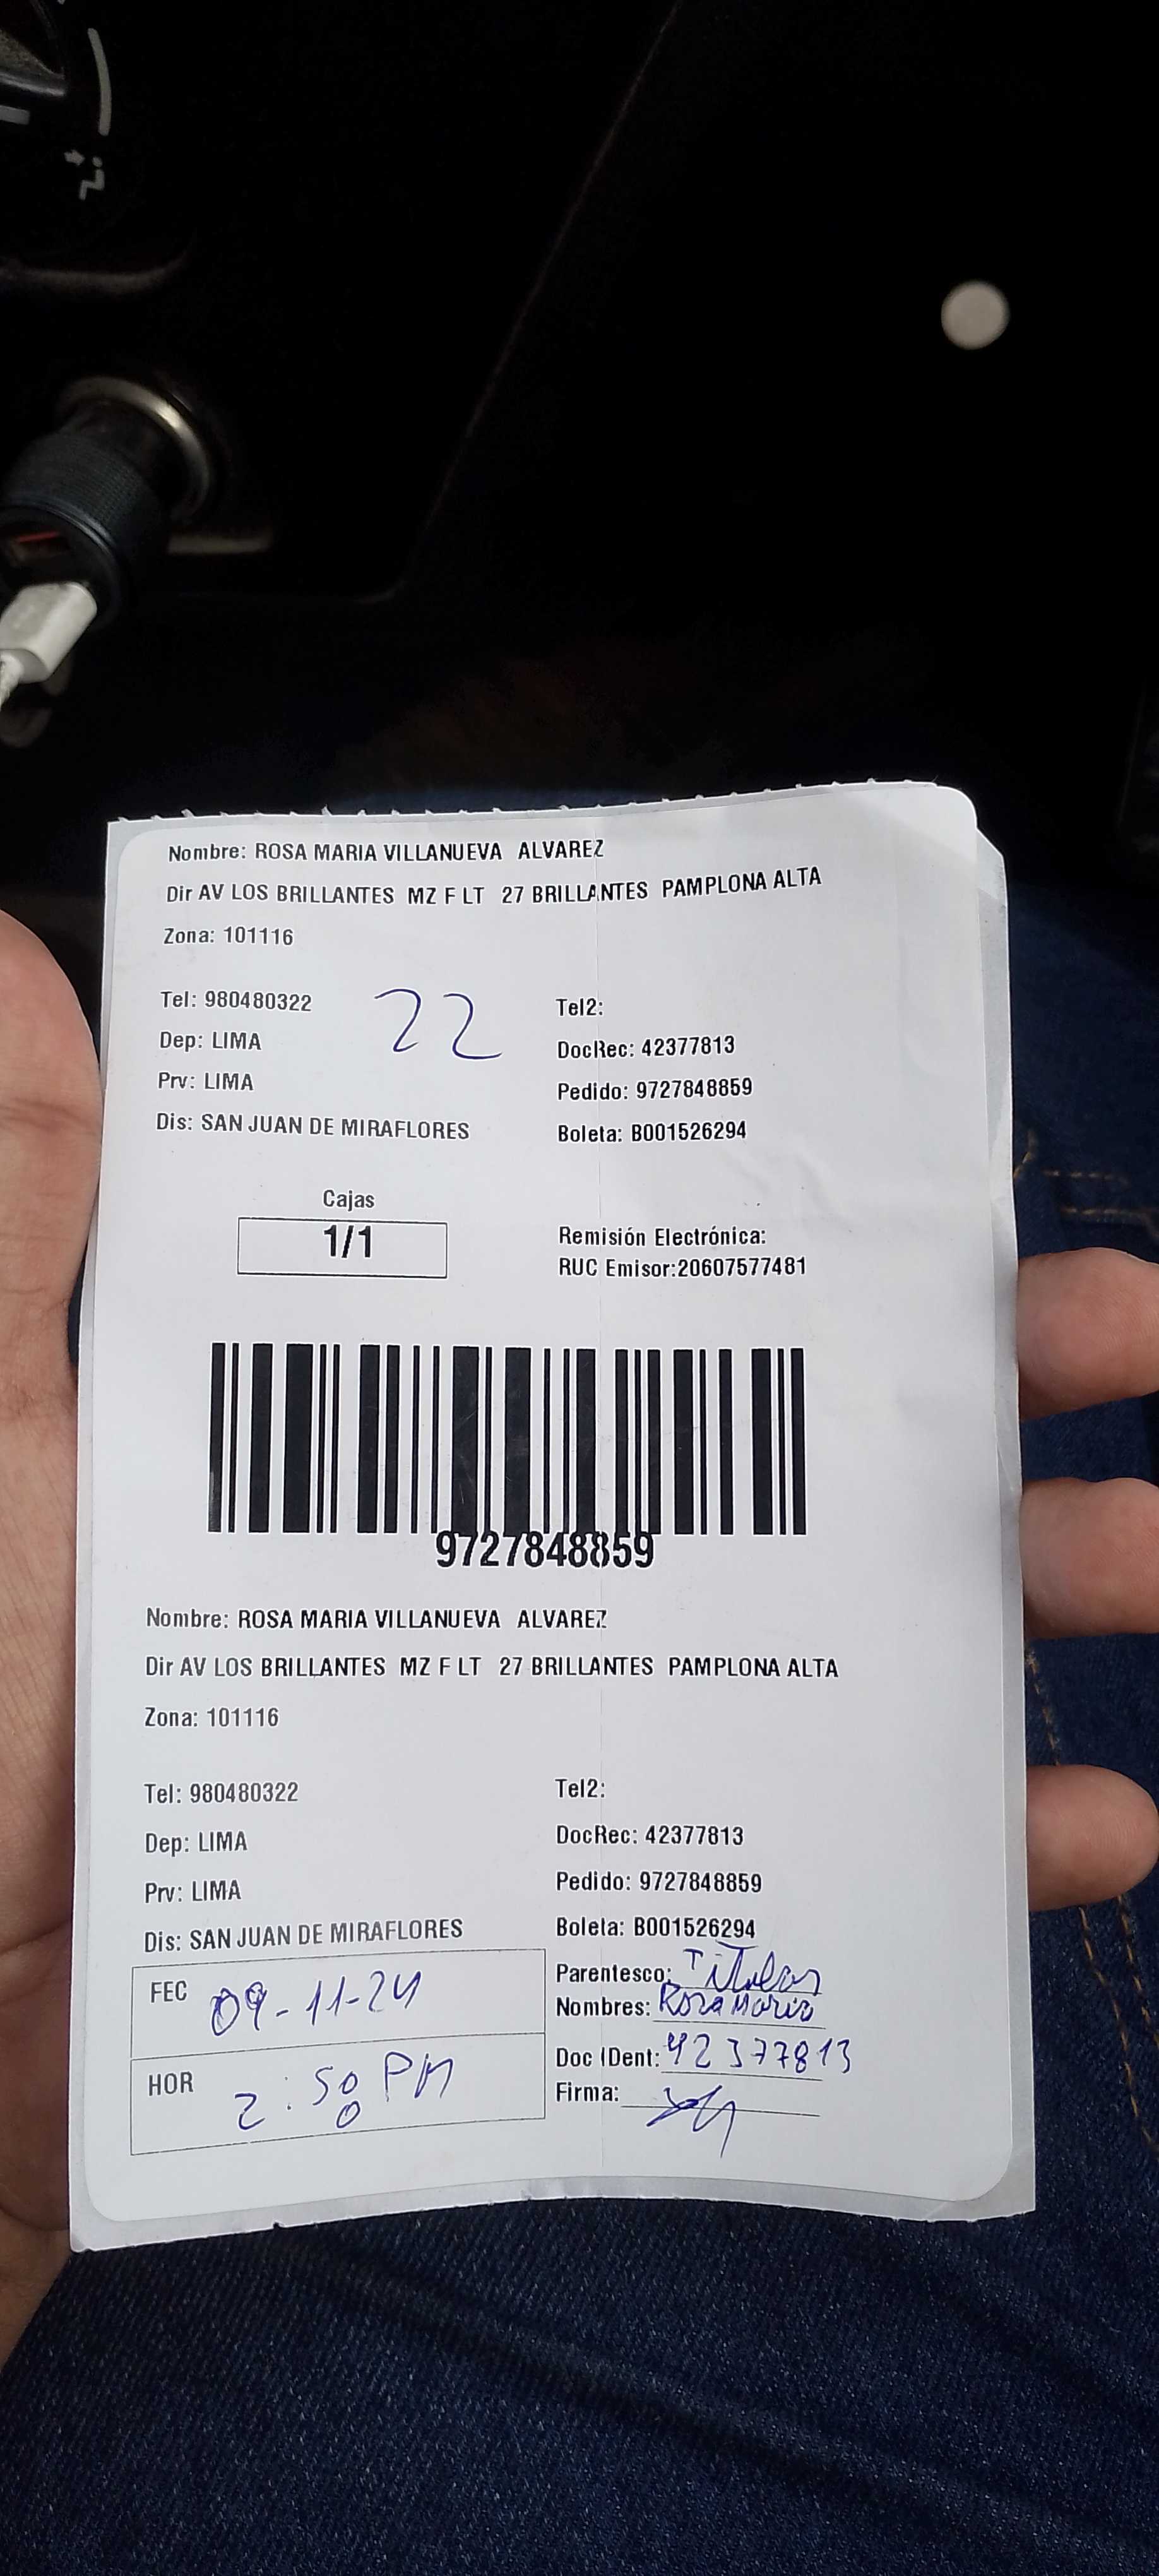 Nombre: ROSA MARIA VILLANUEVA ALVAREZ
Dir AV LOS BRILLANTES MZ F LT 27 BRILLANTES PAMPLONA ALTA
Zona: 101116
Tel: 980480322
22
Tel2:
Dep: LIMA
DocRec: 42377813
Prv: LIMA
Pedido: 9727848859
Dis: SAN JUAN DE MIRAFLORES
Boleta: B001526294
Cajas
1/1
Remisión Electrónica:
RUC Emisor:20607577481
9727848859
Nombre: ROSA MARIA VILLANUEVA ALVAREZ
Dir AV LOS BRILLANTES MZ F LT 27 BRILLANTES PAMPLONA ALTA
Zona: 101116
Tel: 980480322
Tel2:
Dep: LIMA
DocRec: 42377813
Prv: LIMA
Pedido: 9727848859
Dis: SAN JUAN DE MIRAFLORES
Boleta: B001526294
FEC 09-11-24
Parentesco: Titular
Nombres: Rosa Maria
HOR 2:50 PM
Doc IDent: 42377813
Firma: